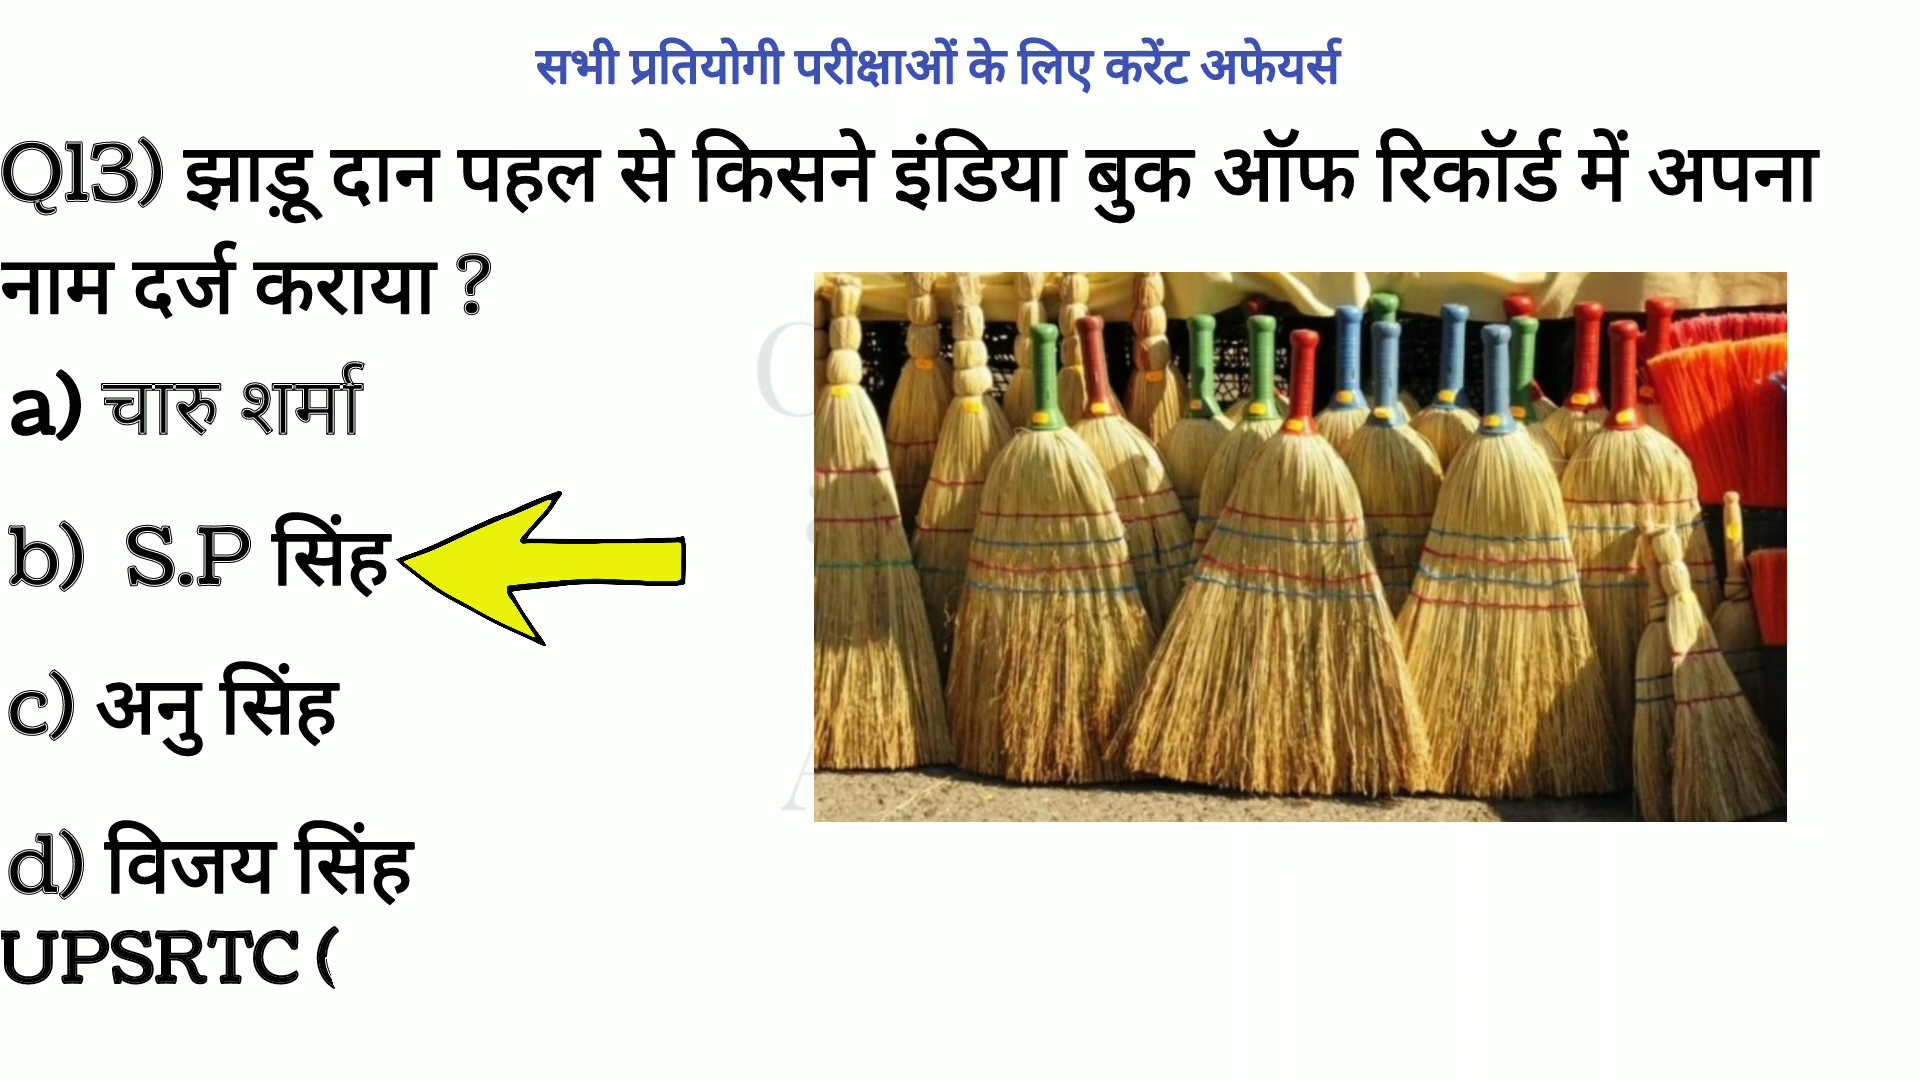 सभी प्रतियोगी परीक्षाओं के लिए करेंट अफेयर्स
Q13) झाड़ू दान पहल से किसने इंडिया बुक ऑफ रिकॉर्ड में अपना
नाम दर्ज कराया ?
a) चारु शर्मा
b) S.P सिंह
c) अनु सिंह
d) विजय सिंह
UPSRTC (